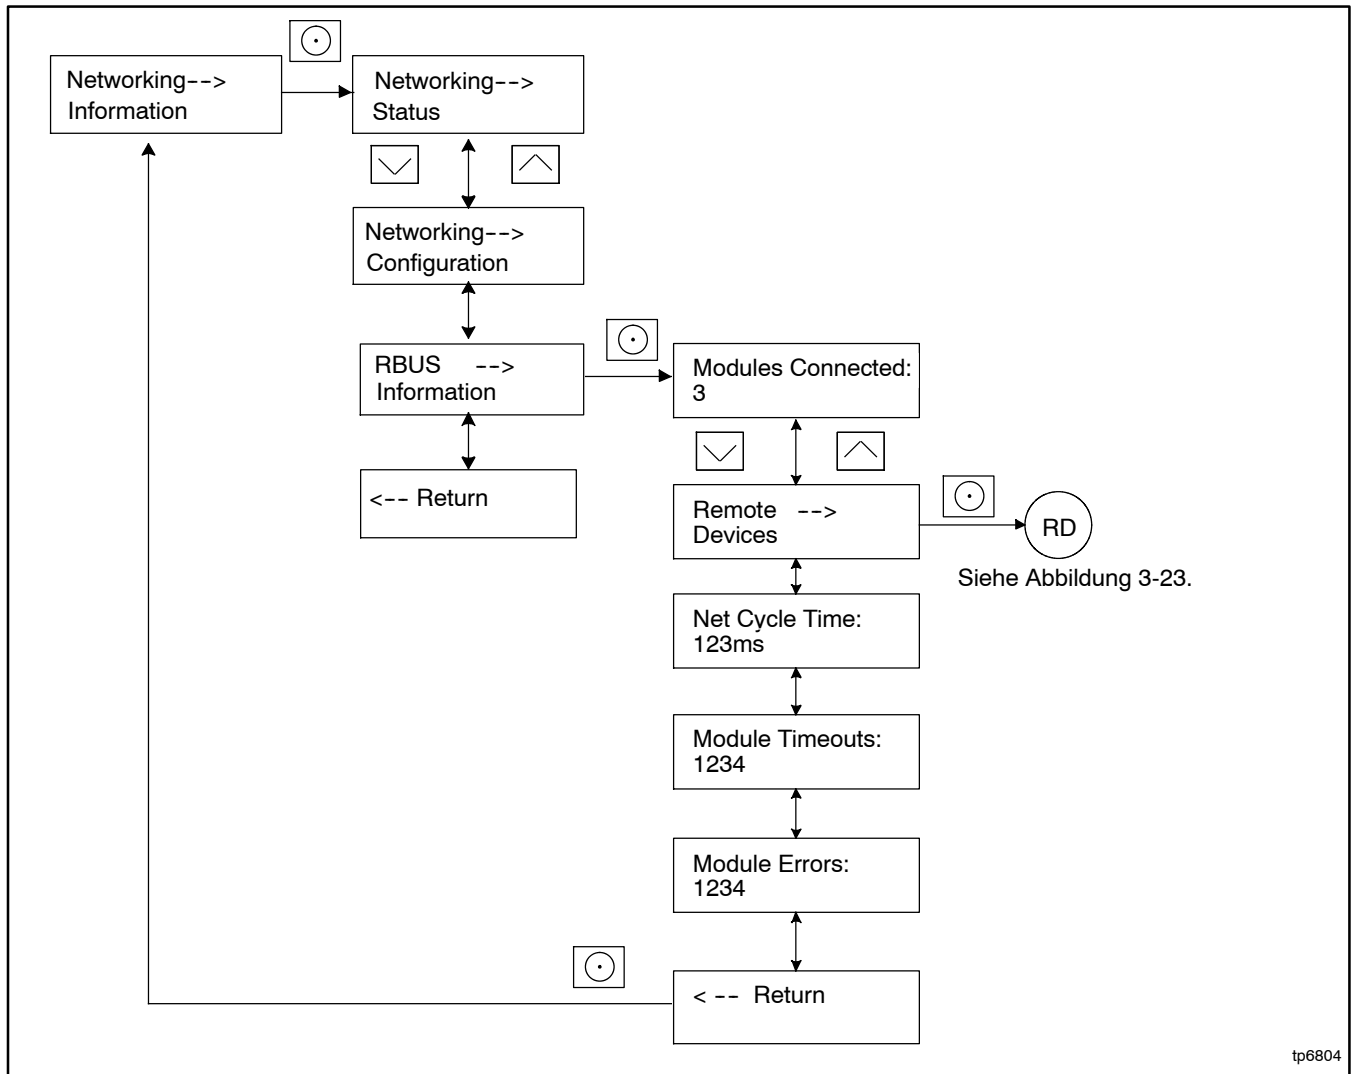 Networking-->
Information
Networking-->
Status
Networking-->
Configuration
RBUS -->
Information
<-- Return
Modules Connected:
3
Remote -->
Devices
RD
Siehe Abbildung 3-23.
Net Cycle Time:
123ms
Module Timeouts:
1234
Module Errors:
1234
< -- Return
tp6804